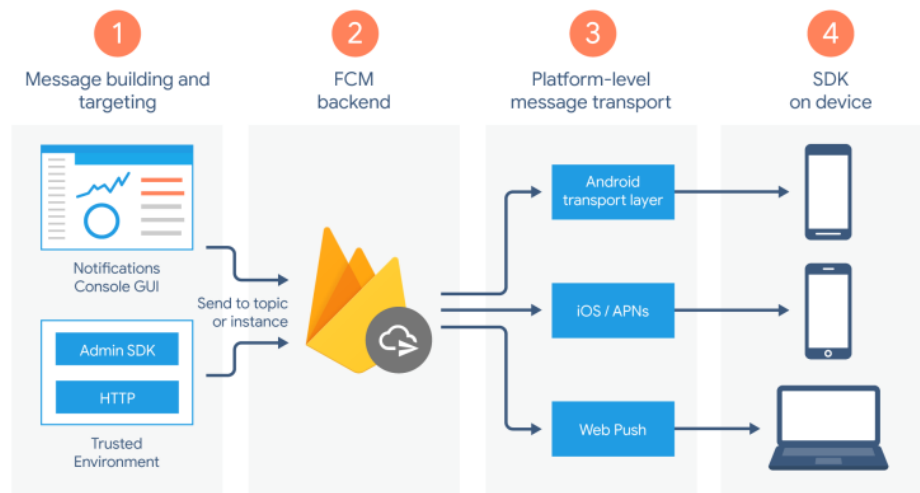 1
Message building and
targeting
2
FCM
backend
3
Platform-level
message transport
4
SDK
on device
Notifications
Console GUI
Send to topic
or instance
Admin SDK
HTTP
Trusted
Environment
Android
transport layer
iOS / APNs
Web Push